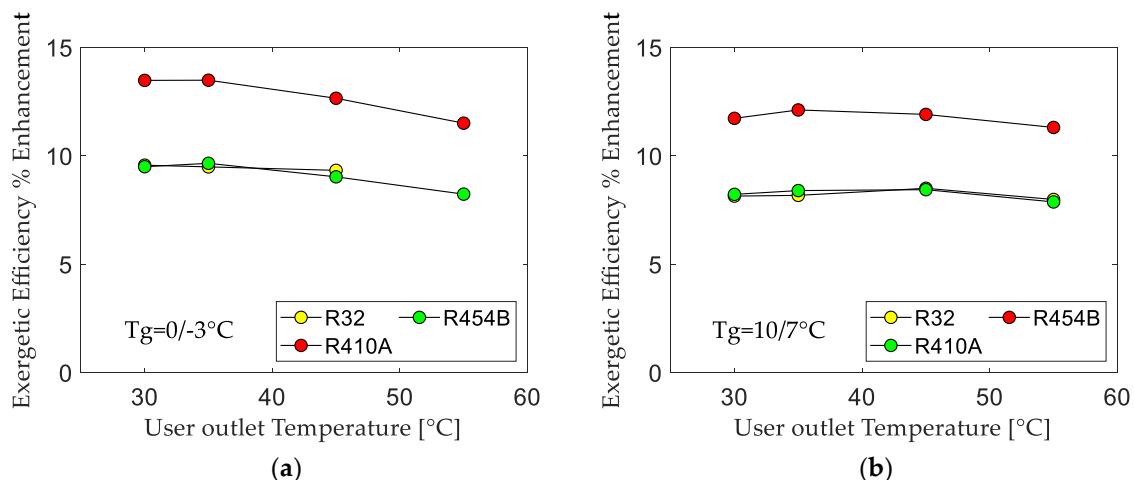 Exergetic Efficiency % Enhancement
15
10
5
0
Tg=0/-3°C
R32
R454B
R410A
30
40
50
60
User outlet Temperature [°C]
(a)
Exergetic Efficiency % Enhancement
15
10
5
0
Tg=10/7°C
R32
R454B
R410A
30
40
50
60
User outlet Temperature [°C]
(b)